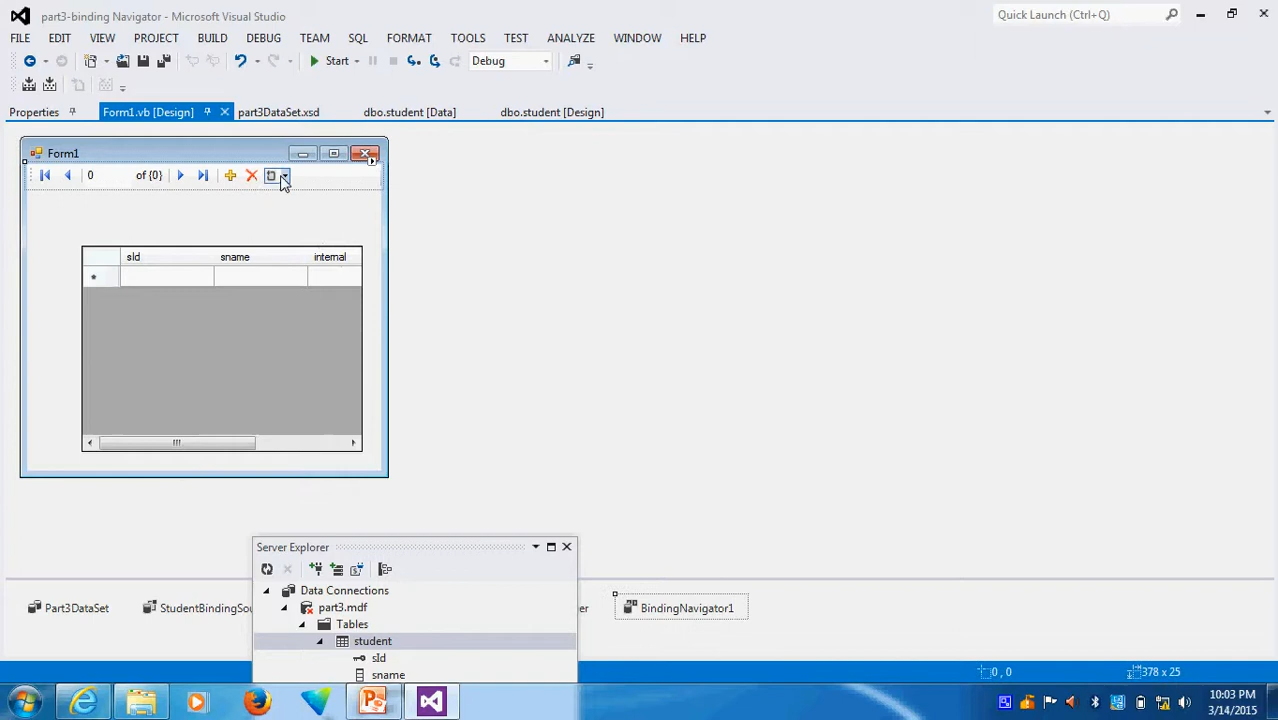 part3-binding Navigator - Microsoft Visual Studio
Quick Launch (Ctrl+Q)
FILE EDIT VIEW PROJECT BUILD DEBUG TEAM SQL FORMAT TOOLS TEST ANALYZE WINDOW HELP
Start Debug
Properties Form1.vb [Design] part3DataSet.xsd dbo.student [Data] dbo.student [Design]
Form1
0 of {0}
sId sname internal
Server Explorer
Data Connections
part3.mdf
Tables
student
sId
sname
Part3DataSet StudentBindingSou er BindingNavigator1
0 , 0 378 x 25
10:03 PM
3/14/2015